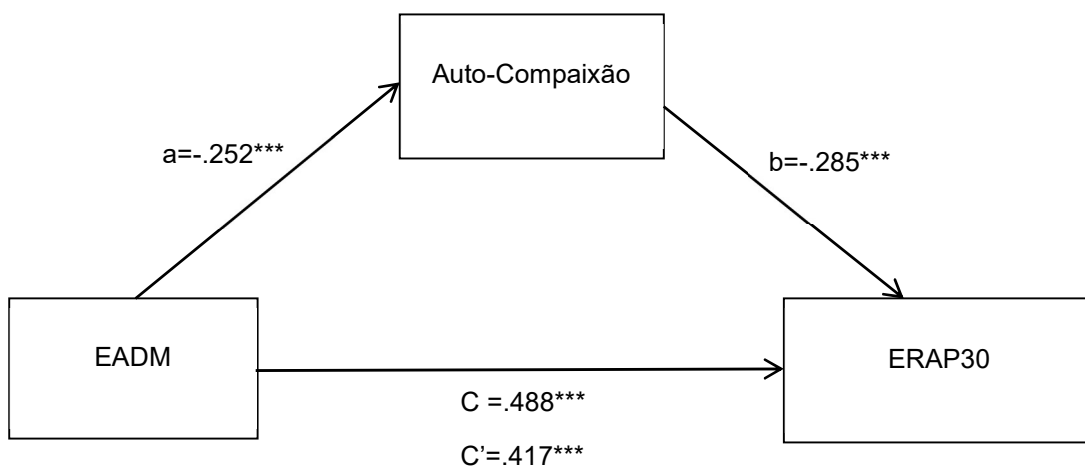 Auto-Compaixão
a=-.252***
b=-.285***
EADM
ERAP30
C =.488***
C’=.417***